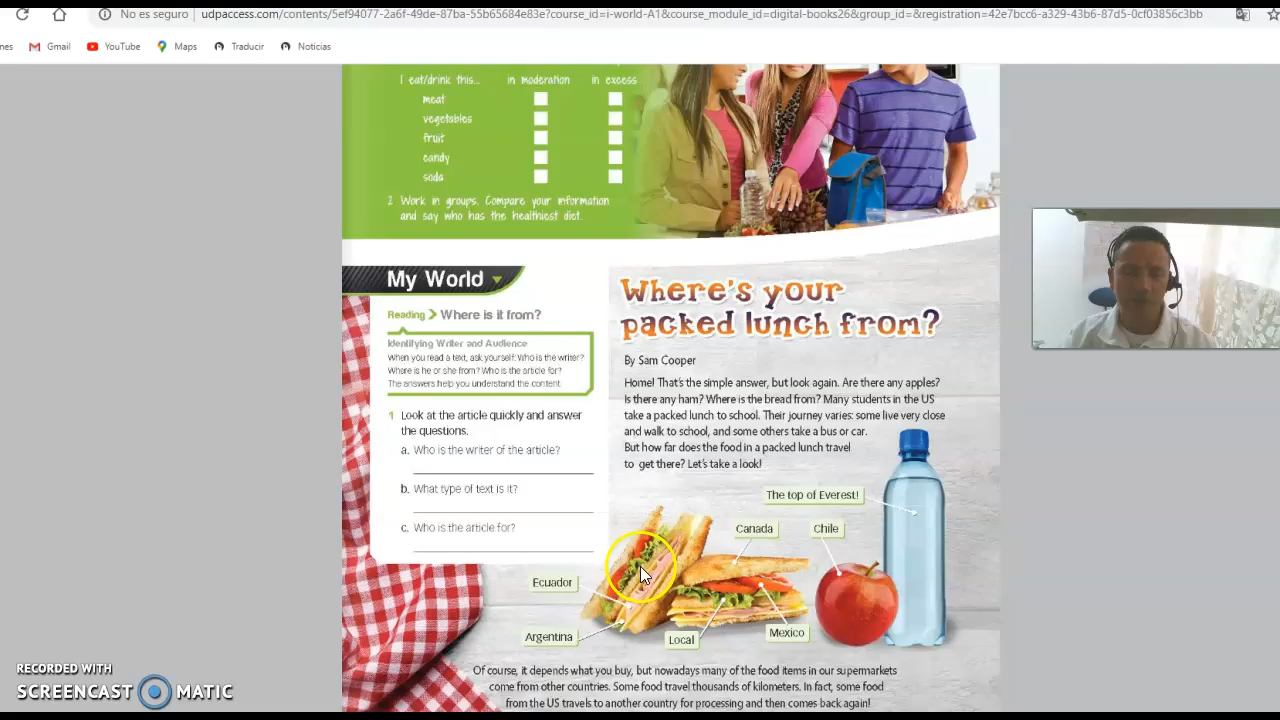 No es seguro
udpaccess.com/contents/5ef94077-2a6f-49de-87ba-55b65684e83e?course_id=i-world-A1&course_module_id=digital-books26&group_id=&registration=42e7bcc6-a329-43b6-87d5-0cf03856c3bb
nes
Gmail
YouTube
Maps
Traducir
Noticias
I eat/drink this... in moderation in excess
meat
vegetables
fruit
candy
soda
2 Work in groups. Compare your information
and say who has the healthiest diet.
My World
Reading > Where is it from?
Identifying Writer and Audience
When you read a text, ask yourself: Who is the writer?
Where is he or she from? Who is the article for?
The answers help you understand the content.
1 Look at the article quickly and answer
the questions.
a. Who is the writer of the article?
b. What type of text is it?
c. Who is the article for?
Where's your
packed lunch from?
By Sam Cooper
Home! That's the simple answer, but look again. Are there any apples?
Is there any ham? Where is the bread from? Many students in the US
take a packed lunch to school. Their journey varies: some live very close
and walk to school, and some others take a bus or car.
But how far does the food in a packed lunch travel
to get there? Let's take a look!
The top of Everest!
Canada
Chile
Ecuador
Argentina
Local
Mexico
Of course, it depends what you buy, but nowadays many of the food items in our supermarkets
come from other countries. Some food travel thousands of kilometers. In fact, some food
from the US travels to another country for processing and then comes back again!
RECORDED WITH
SCREENCAST MATIC